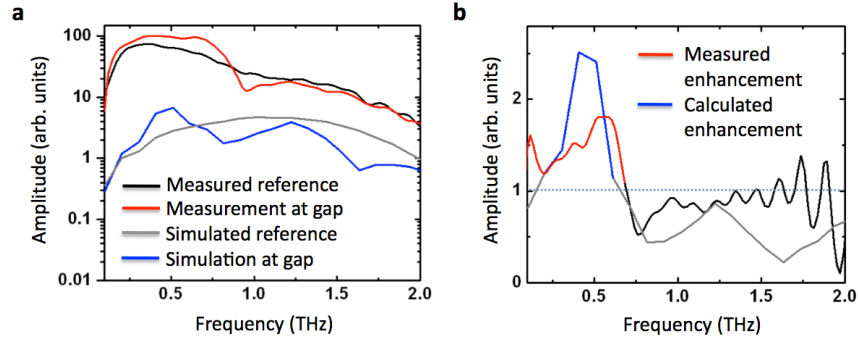 a
Amplitude (arb. units)
100
10
1
0.1
0.01
Measured reference
Measurement at gap
Simulated reference
Simulation at gap
0.5
1.0
1.5
2.0
Frequency (THz)
b
Amplitude (arb. units)
2
1
0
Measured
enhancement
Calculated
enhancement
0.5
1.0
1.5
2.0
Frequency (THz)